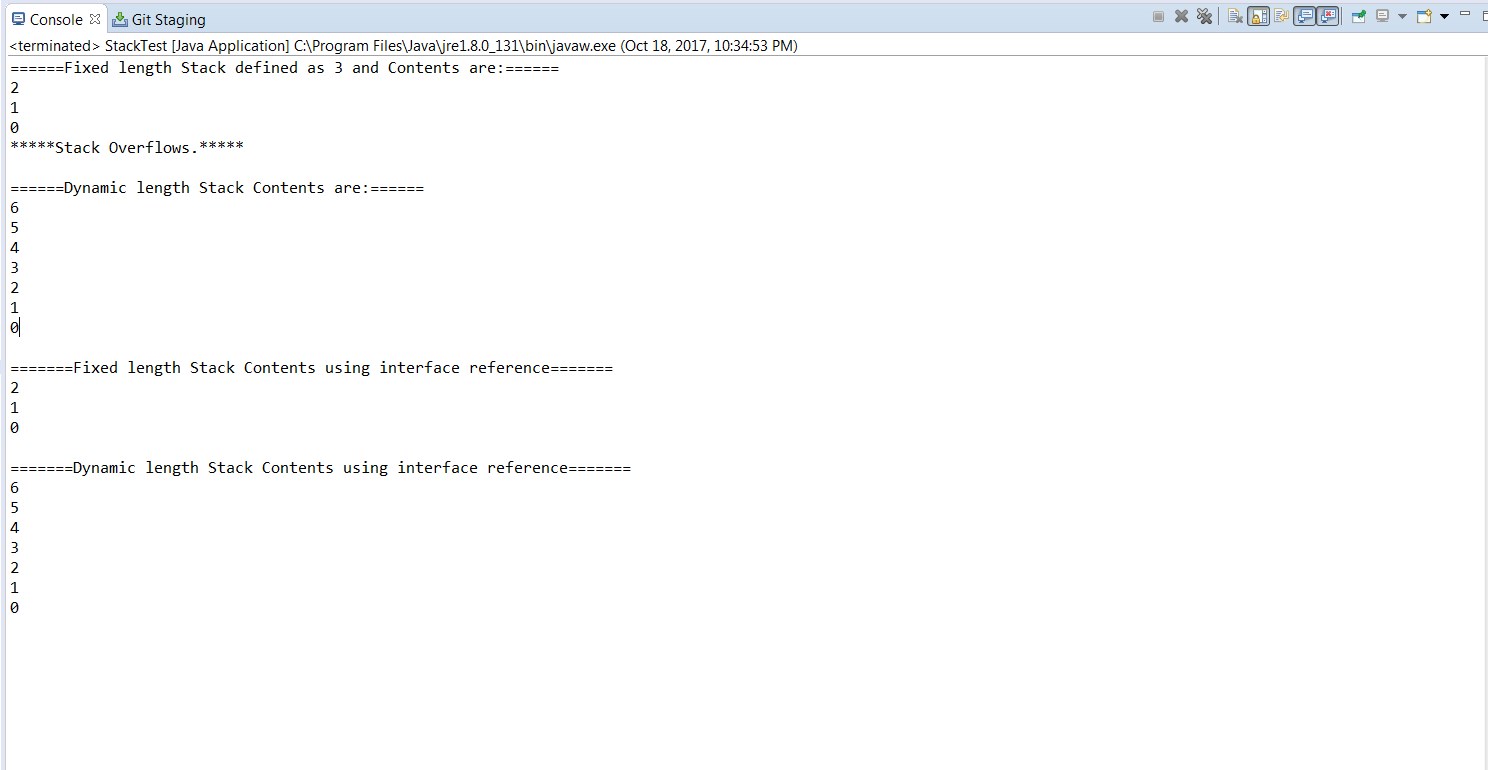 Console Git Staging
<terminated> StackTest [Java Application] C:\Program Files\Java\jre1.8.0_131\bin\javaw.exe (Oct 18, 2017, 10:34:53 PM)
======Fixed length Stack defined as 3 and Contents are:======
2
1
0
*****Stack Overflows.*****
======Dynamic length Stack Contents are:======
6
5
4
3
2
1
0
=======Fixed length Stack Contents using interface reference=======
2
1
0
=======Dynamic length Stack Contents using interface reference=======
6
5
4
3
2
1
0